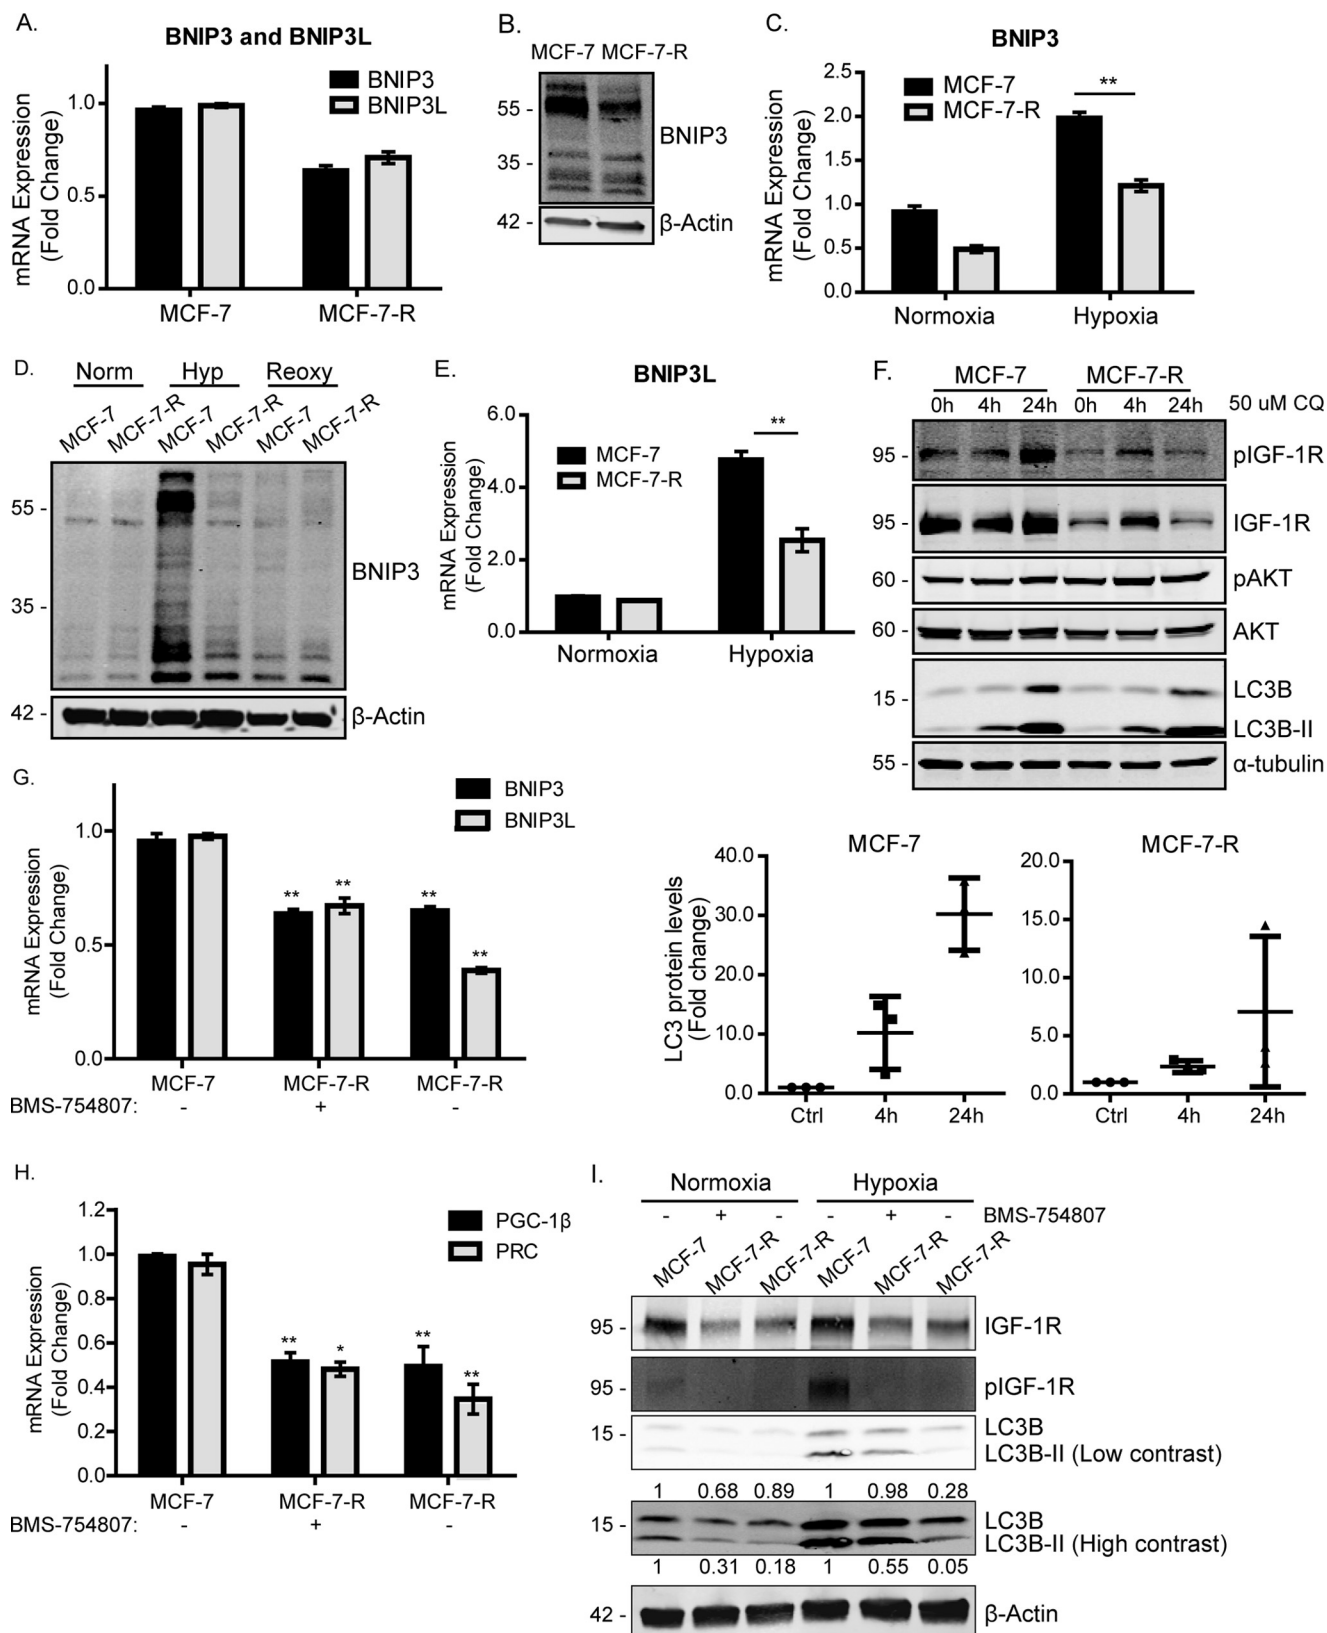 A.
BNIP3 and BNIP3L
mRNA Expression
(Fold Change)
1.0
0.5
0.0
BNIP3
BNIP3L
MCF-7
MCF-7-R
B.
MCF-7 MCF-7-R
55 -
35 -
BNIP3
42 -
β-Actin
C.
BNIP3
mRNA Expression
(Fold Change)
2.5
2.0
1.5
1.0
0.5
0.0
MCF-7
MCF-7-R
**
Normoxia
Hypoxia
D.
Norm
Hyp
Reoxy
MCF-7
MCF-7-R
MCF-7
MCF-7-R
MCF-7
MCF-7-R
55 -
35 -
BNIP3
42 -
β-Actin
E.
BNIP3L
mRNA Expression
(Fold Change)
6.0
4.0
2.0
0.0
MCF-7
MCF-7-R
**
Normoxia
Hypoxia
F.
MCF-7
MCF-7-R
0h 4h 24h 0h 4h 24h 50 uM CQ
95 - pIGF-1R
95 - IGF-1R
60 - pAKT
60 - AKT
15 - LC3B
LC3B-II
55 - α-tubulin
MCF-7
LC3 protein levels
(Fold change)
40.0
30.0
20.0
10.0
0.0
Ctrl 4h 24h
MCF-7-R
20.0
15.0
10.0
5.0
0.0
Ctrl 4h 24h
G.
BNIP3
BNIP3L
mRNA Expression
(Fold Change)
1.0
0.5
0.0
** ** ** **
MCF-7 MCF-7-R MCF-7-R
BMS-754807: - + -
H.
PGC-1β
PRC
mRNA Expression
(Fold Change)
1.2
1.0
0.8
0.6
0.4
0.2
0.0
** * ** **
MCF-7 MCF-7-R MCF-7-R
BMS-754807: - + -
I.
Normoxia Hypoxia
- + - - + - BMS-754807
MCF-7
MCF-7-R
MCF-7-R
MCF-7
MCF-7-R
MCF-7-R
95 - IGF-1R
95 - pIGF-1R
15 - LC3B
LC3B-II (Low contrast)
1 0.68 0.89 1 0.98 0.28
15 - LC3B
LC3B-II (High contrast)
1 0.31 0.18 1 0.55 0.05
42 - β-Actin